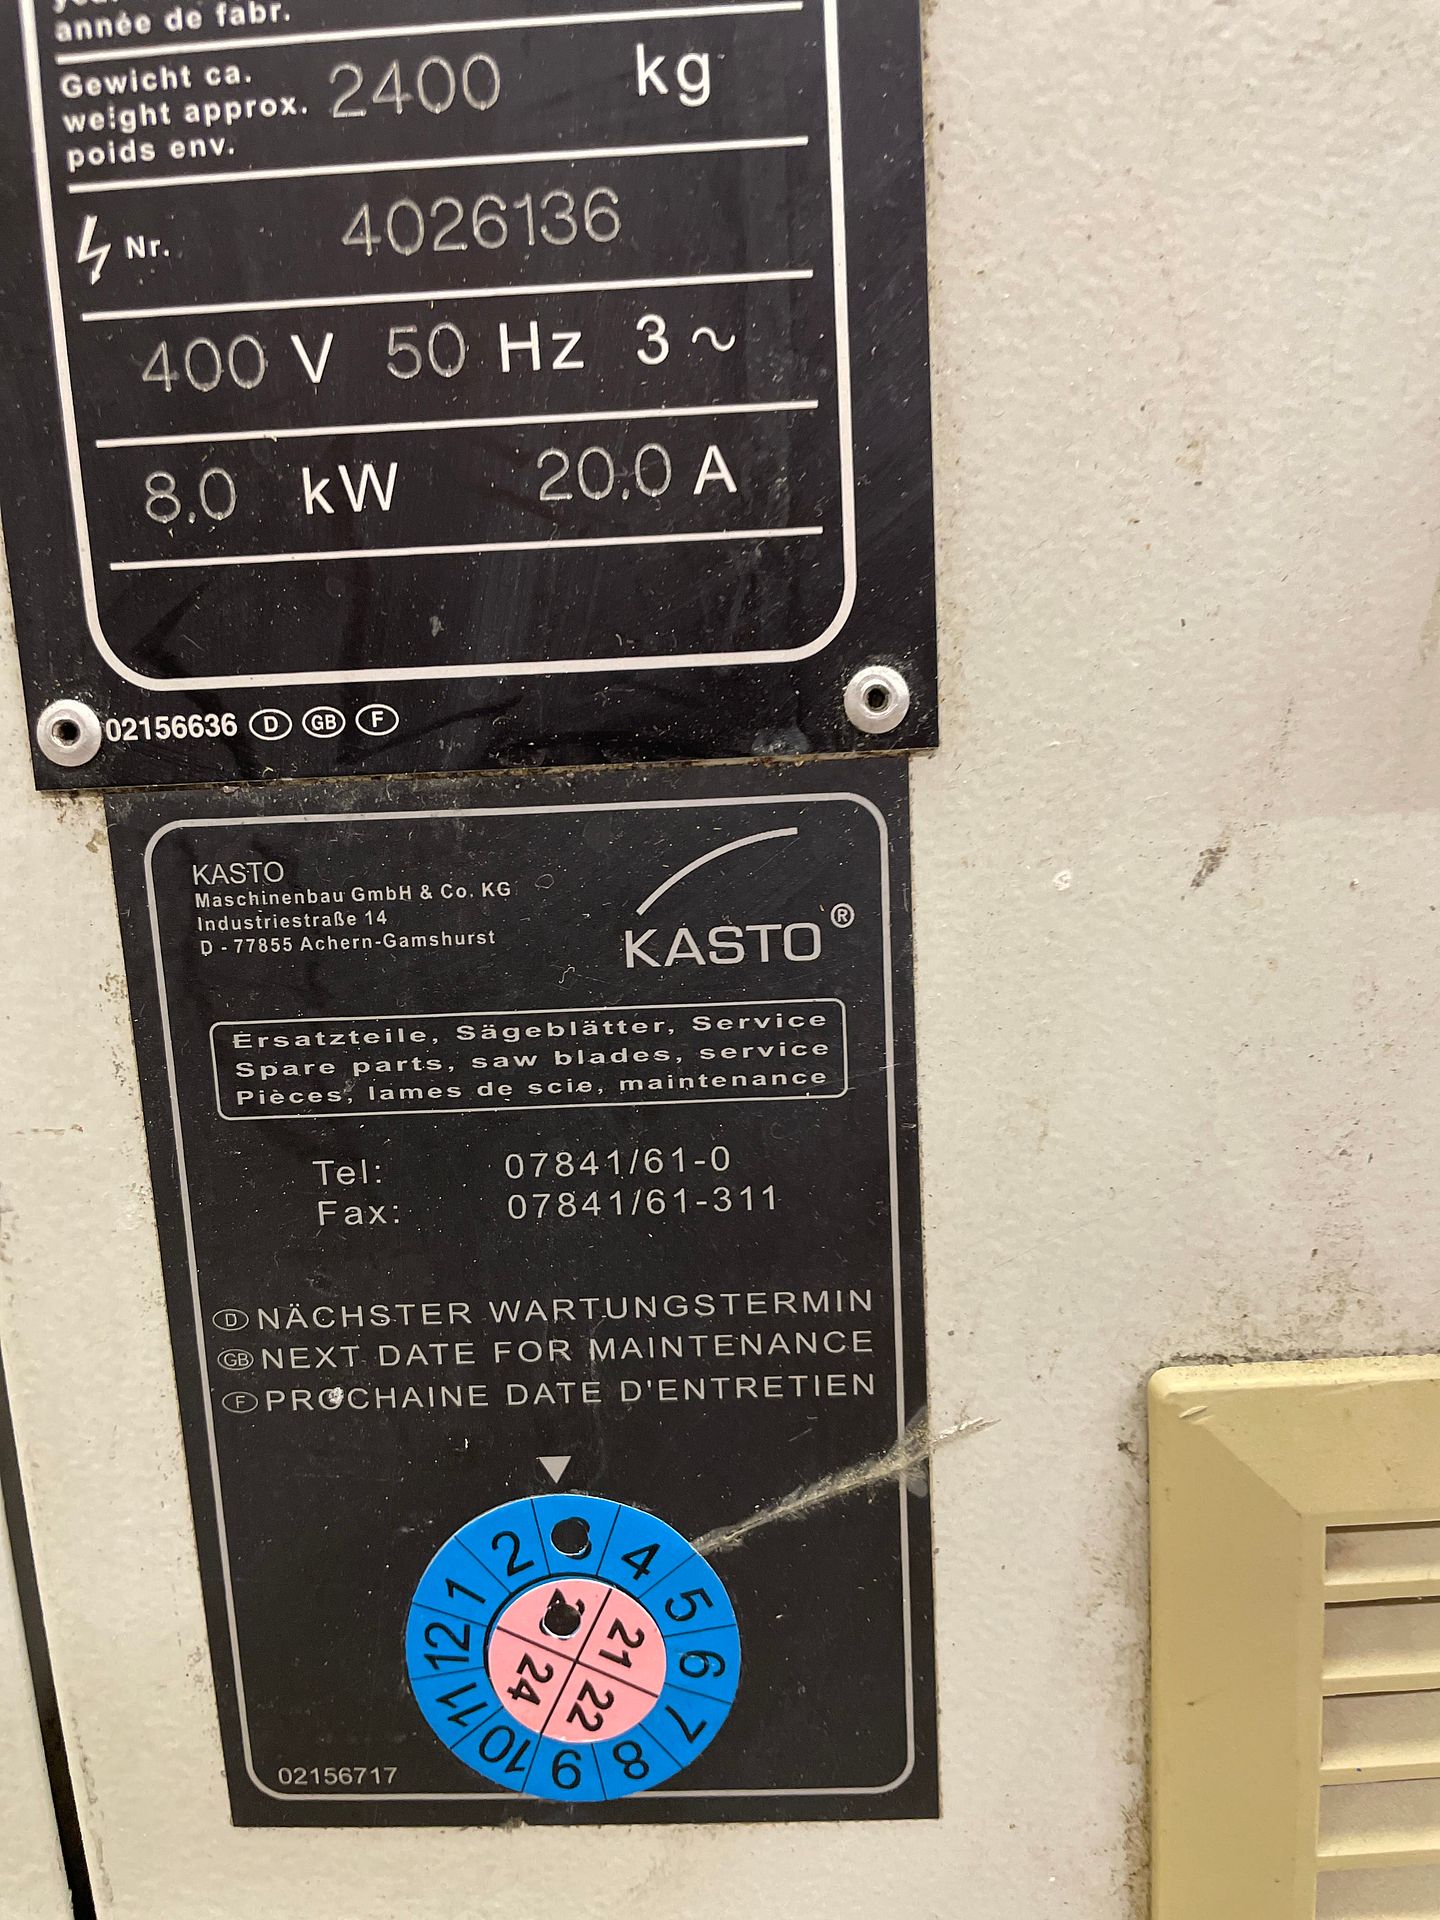 année de fabr.
Gewicht ca.
weight approx. 2400 kg
poids env.
Nr. 4026136
400 V 50 Hz 3 ~
8.0 kW 20.0 A
02156636 D GB F
KASTO
Maschinenbau GmbH & Co. KG
Industriestraße 14
D - 77855 Achern-Gamshurst
KASTO®
Ersatzteile, Sägeblätter, Service
Spare parts, saw blades, service
Pièces, lames de scie, maintenance
Tel: 07841/61-0
Fax: 07841/61-311
D NÄCHSTER WARTUNGSTERMIN
GB NEXT DATE FOR MAINTENANCE
F PROCHAINE DATE D'ENTRETIEN
1 2 4 5 6 7 8 9 10 11 12
21 22 24
02156717